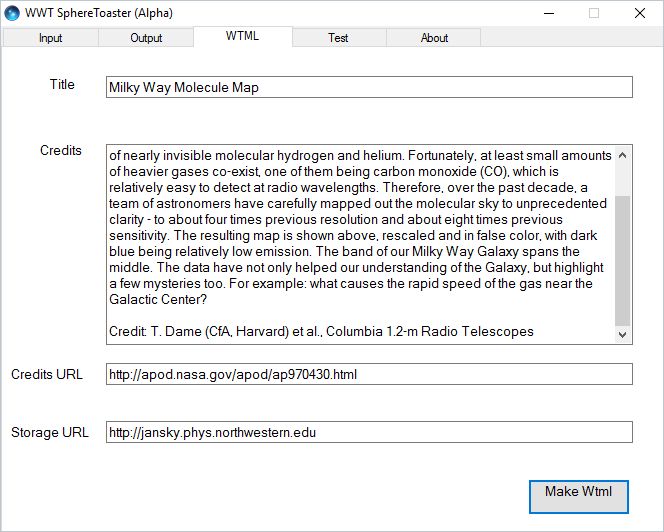 WWT SphereToaster (Alpha)
Input Output WTML Test About
Title Milky Way Molecule Map
Credits of nearly invisible molecular hydrogen and helium. Fortunately, at least small amounts
of heavier gases co-exist, one of them being carbon monoxide (CO), which is
relatively easy to detect at radio wavelengths. Therefore, over the past decade, a
team of astronomers have carefully mapped out the molecular sky to unprecedented
clarity - to about four times previous resolution and about eight times previous
sensitivity. The resulting map is shown above, rescaled and in false color, with dark
blue being relatively low emission. The band of our Milky Way Galaxy spans the
middle. The data have not only helped our understanding of the Galaxy, but highlight
a few mysteries too. For example: what causes the rapid speed of the gas near the
Galactic Center?
Credit: T. Dame (CfA, Harvard) et al., Columbia 1.2-m Radio Telescopes
Credits URL http://apod.nasa.gov/apod/ap970430.html
Storage URL http://jansky.phys.northwestern.edu
Make Wtml